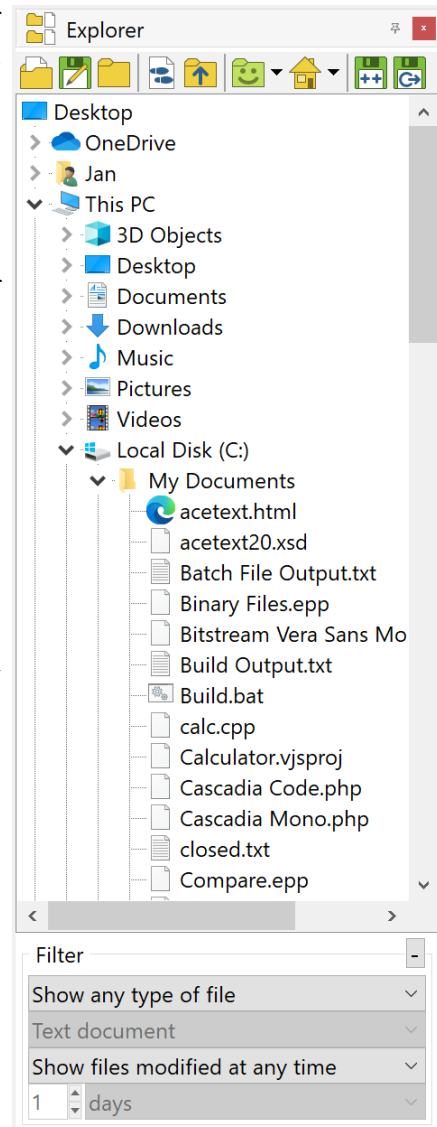 Explorer
Desktop
OneDrive
Jan
This PC
3D Objects
Desktop
Documents
Downloads
Music
Pictures
Videos
Local Disk (C:)
My Documents
acetext.html
acetext20.xsd
Batch File Output.txt
Binary Files.epp
Bitstream Vera Sans Mo
Build Output.txt
Build.bat
calc.cpp
Calculator.vjsproj
Cascadia Code.php
Cascadia Mono.php
closed.txt
Compare.epp
Filter
Show any type of file
Text document
Show files modified at any time
1 days